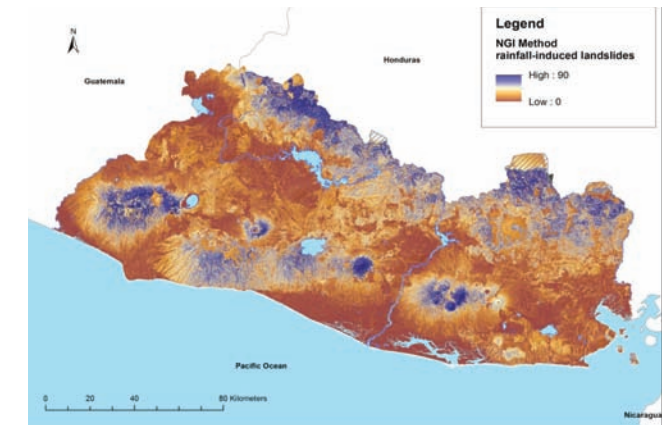 N
Guatemala
Honduras
Legend
NGI Method
rainfall-induced landslides
High : 90
Low : 0
Pacific Ocean
0 20 40 80 Kilometers
Nicaragua